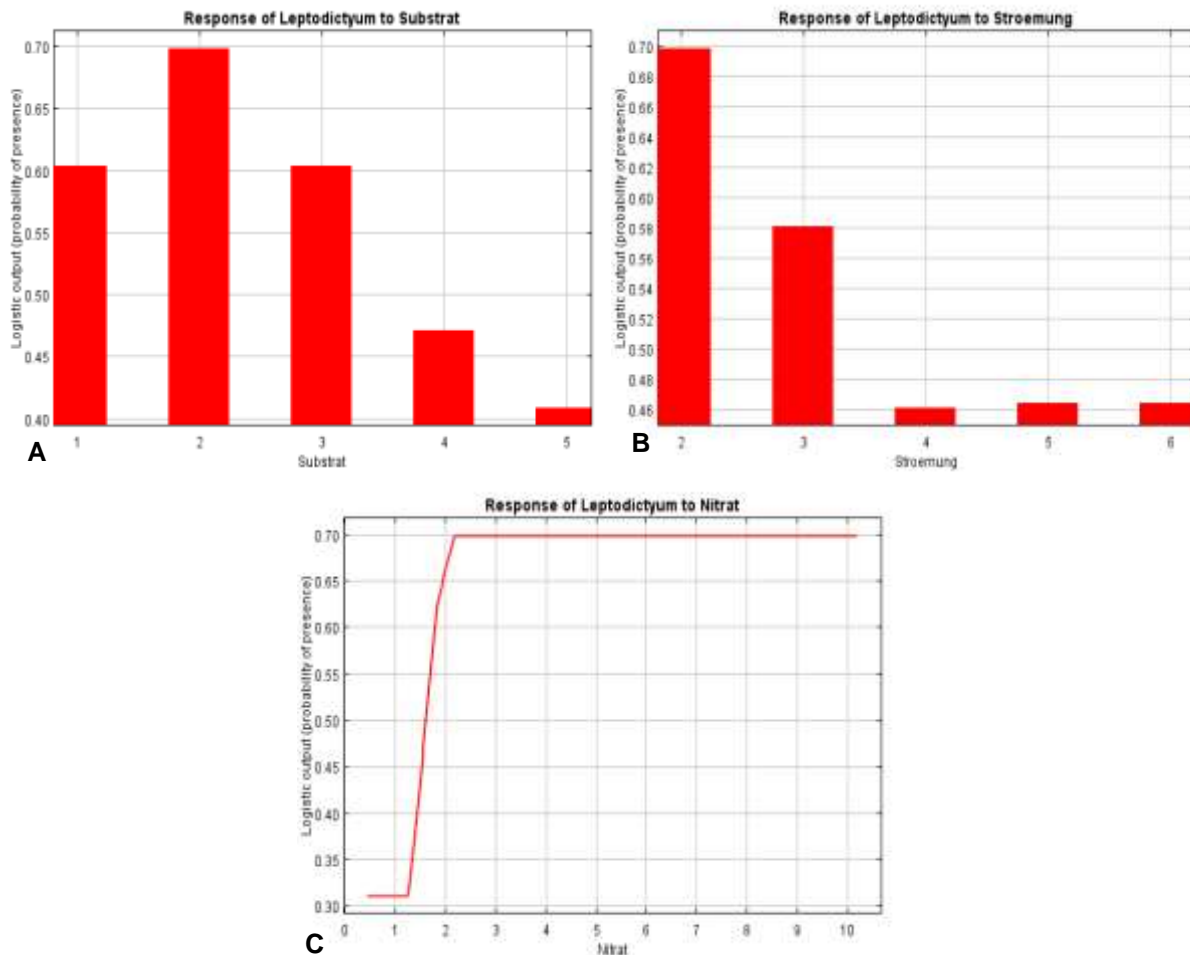 Response of Leptodictyum to Substrat
Logistic output (probability of presence)
0.70
0.65
0.60
0.55
0.50
0.45
0.40
1 2 3 4 5
Substrat
A
Response of Leptodictyum to Stroemung
Logistic output (probability of presence)
0.70
0.68
0.66
0.64
0.62
0.60
0.58
0.56
0.54
0.52
0.50
0.48
0.46
2 3 4 5 6
Stroemung
B
Response of Leptodictyum to Nitrat
Logistic output (probability of presence)
0.70
0.65
0.60
0.55
0.50
0.45
0.40
0.35
0.30
0 1 2 3 4 5 6 7 8 9 10
Nitrat
C